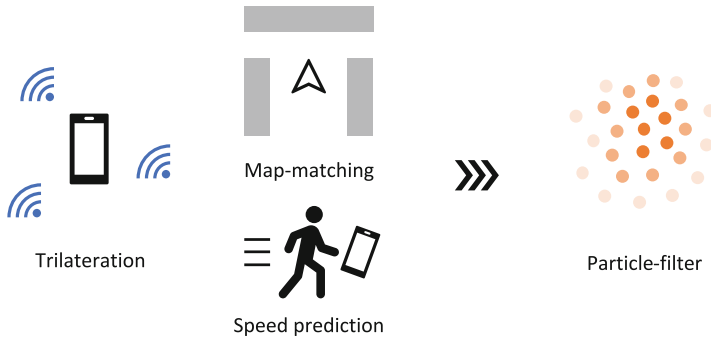 Trilateration
Map-matching
Speed prediction
Particle-filter